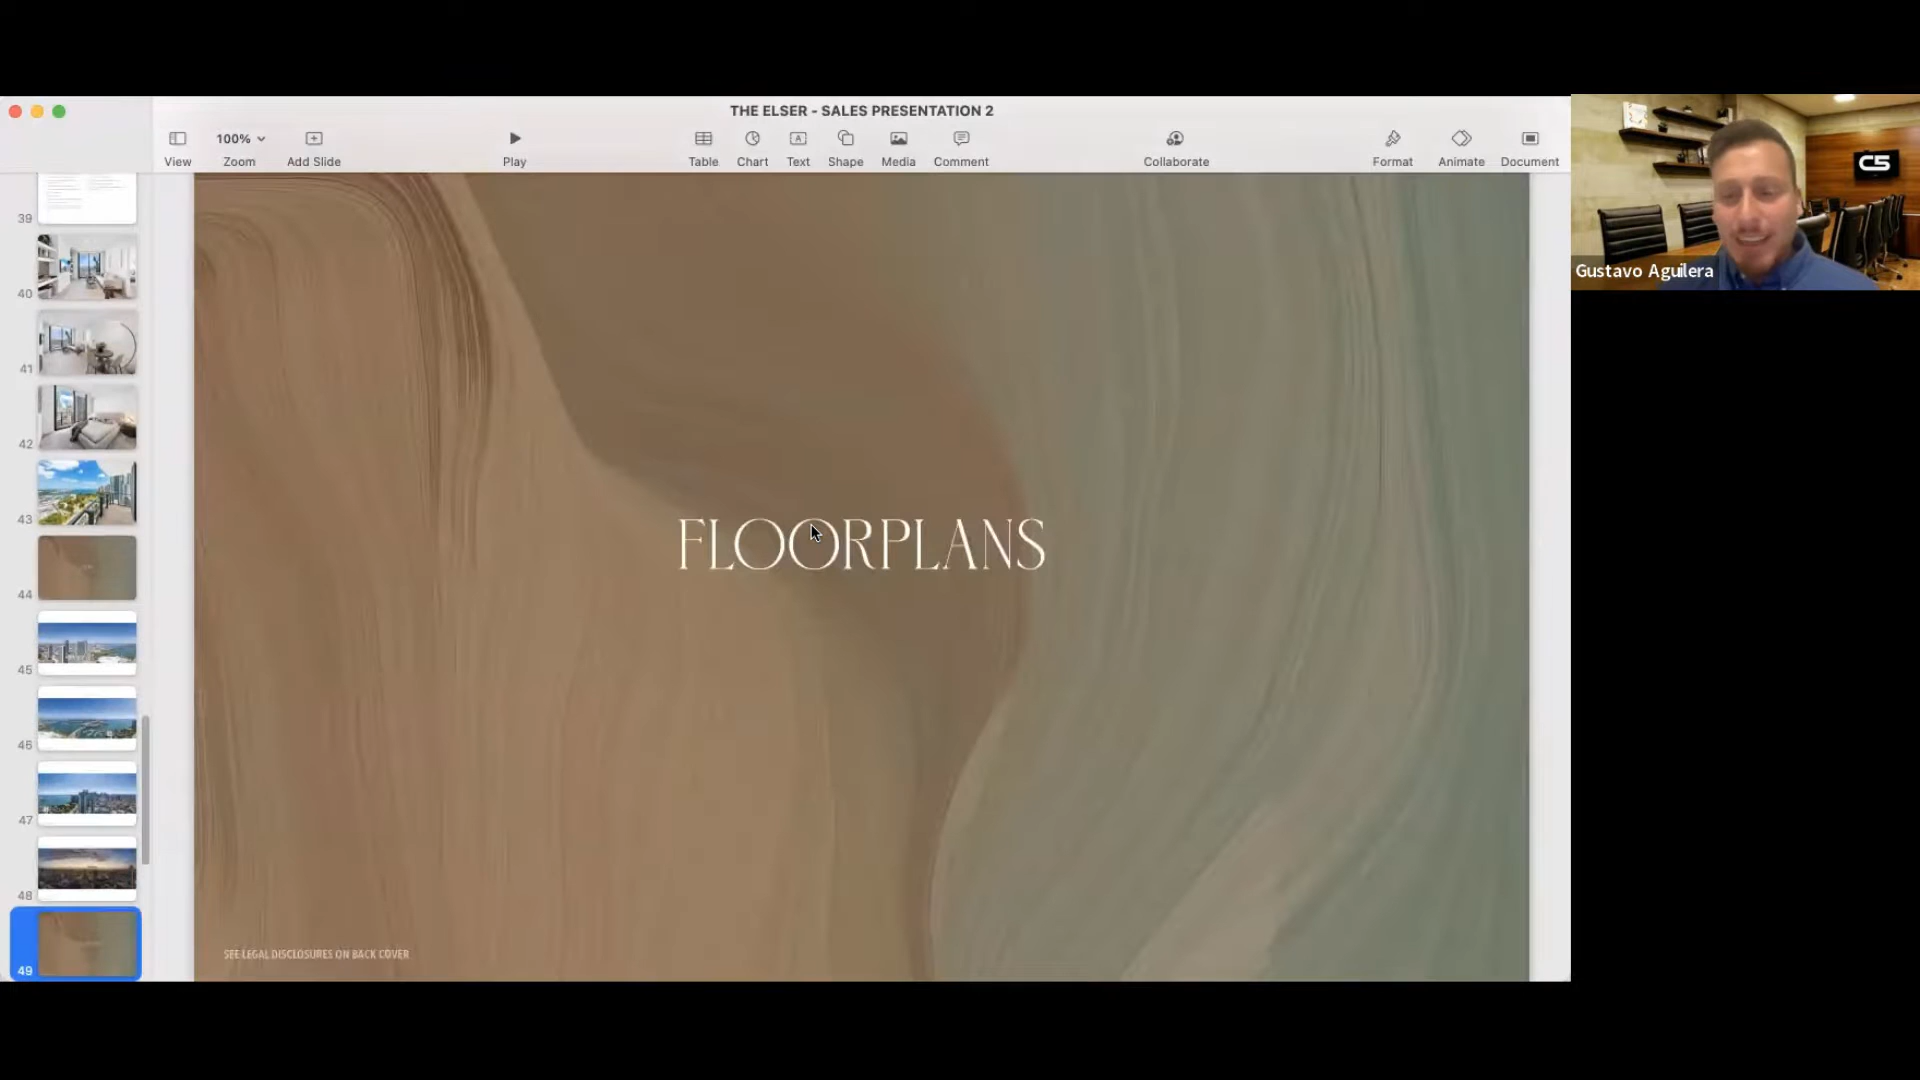 THE ELSER - SALES PRESENTATION 2
100%
View
Zoom
Add Slide
Play
Table
Chart
Text
Shape
Media
Comment
Collaborate
Format
Animate
Document
39
40
41
42
43
44
45
46
47
48
49
FLOORPLANS
SEE LEGAL DISCLOSURES ON BACK COVER
C5
Gustavo Aguilera